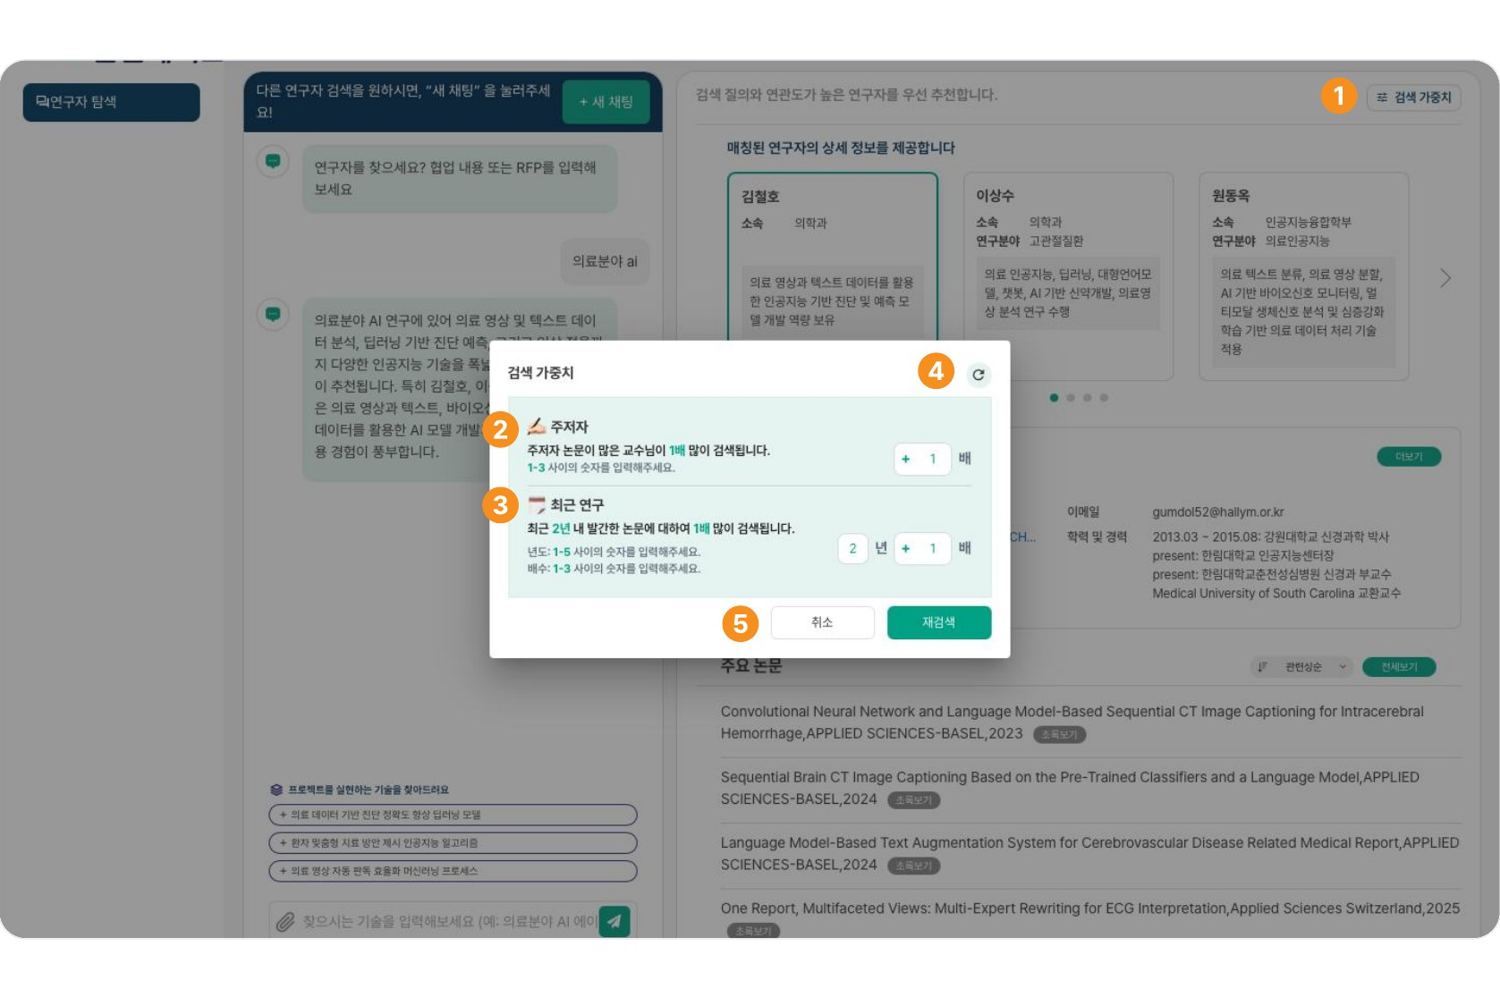 연구자 탐색
다른 연구자 검색을 원하시면, “새 채팅” 을 눌러주세
요!
+ 새 채팅
연구자를 찾으세요? 협업 내용 또는 RFP를 입력해
보세요
의료분야 ai
의료분야 AI 연구에 있어 의료 영상 및 텍스트 데이
터 분석, 딥러닝 기반 진단 예측,
지 다양한 인공지능 기술을 폭넓
이 추천됩니다. 특히 김철호, 이
은 의료 영상과 텍스트, 바이오
데이터를 활용한 AI 모델 개발
용 경험이 풍부합니다.
프로젝트를 실현하는 기술을 찾아드려요
+ 의료 데이터 기반 진단 정확도 향상 딥러닝 모델
+ 환자 맞춤형 치료 방안 제시 인공지능 알고리즘
+ 의료 영상 자동 판독 효율화 머신러닝 프로세스
찾으시는 기술을 입력해보세요 (예: 의료분야 AI 에이
검색 질의와 연관도가 높은 연구자를 우선 추천합니다.
1
검색 가중치
매칭된 연구자의 상세 정보를 제공합니다
김철호
소속 의학과
의료 영상과 텍스트 데이터를 활용
한 인공지능 기반 진단 및 예측 모
델 개발 역량 보유
이상수
소속 의학과
연구분야 고관절질환
의료 인공지능, 딥러닝, 대형언어모
델, 챗봇, AI 기반 신약개발, 의료영
상 분석 연구 수행
원동옥
소속 인공지능융합학부
연구분야 의료인공지능
의료 텍스트 분류, 의료 영상 분할,
AI 기반 바이오신호 모니터링, 멀
티모달 생체신호 분석 및 심층강화
학습 기반 의료 데이터 처리 기술
적용
검색 가중치
4
2
주저자
주저자 논문이 많은 교수님이 1배 많이 검색됩니다.
1-3 사이의 숫자를 입력해주세요.
+ 1 배
3
최근 연구
최근 2년 내 발간한 논문에 대하여 1배 많이 검색됩니다.
년도: 1-5 사이의 숫자를 입력해주세요.
배수: 1-3 사이의 숫자를 입력해주세요.
2 년 + 1 배
5
취소
재검색
더보기
이메일 gumdol52@hallym.or.kr
CH...
학력 및 경력 2013.03 ~ 2015.08: 강원대학교 신경과학 박사
present: 한림대학교 인공지능센터장
present: 한림대학교춘천성심병원 신경과 부교수
Medical University of South Carolina 교환교수
주요 논문
관련성순
전체보기
Convolutional Neural Network and Language Model-Based Sequential CT Image Captioning for Intracerebral
Hemorrhage,APPLIED SCIENCES-BASEL,2023 초록보기
Sequential Brain CT Image Captioning Based on the Pre-Trained Classifiers and a Language Model,APPLIED
SCIENCES-BASEL,2024 초록보기
Language Model-Based Text Augmentation System for Cerebrovascular Disease Related Medical Report,APPLIED
SCIENCES-BASEL,2024 초록보기
One Report, Multifaceted Views: Multi-Expert Rewriting for ECG Interpretation,Applied Sciences Switzerland,2025
초록보기